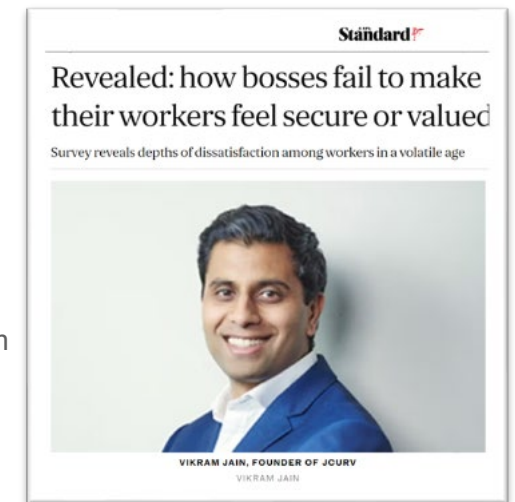 The Standard
Revealed: how bosses fail to make
their workers feel secure or valued
Survey reveals depths of dissatisfaction among workers in a volatile age
n
VIKRAM JAIN, FOUNDER OF JCURV
VIKRAM JAIN